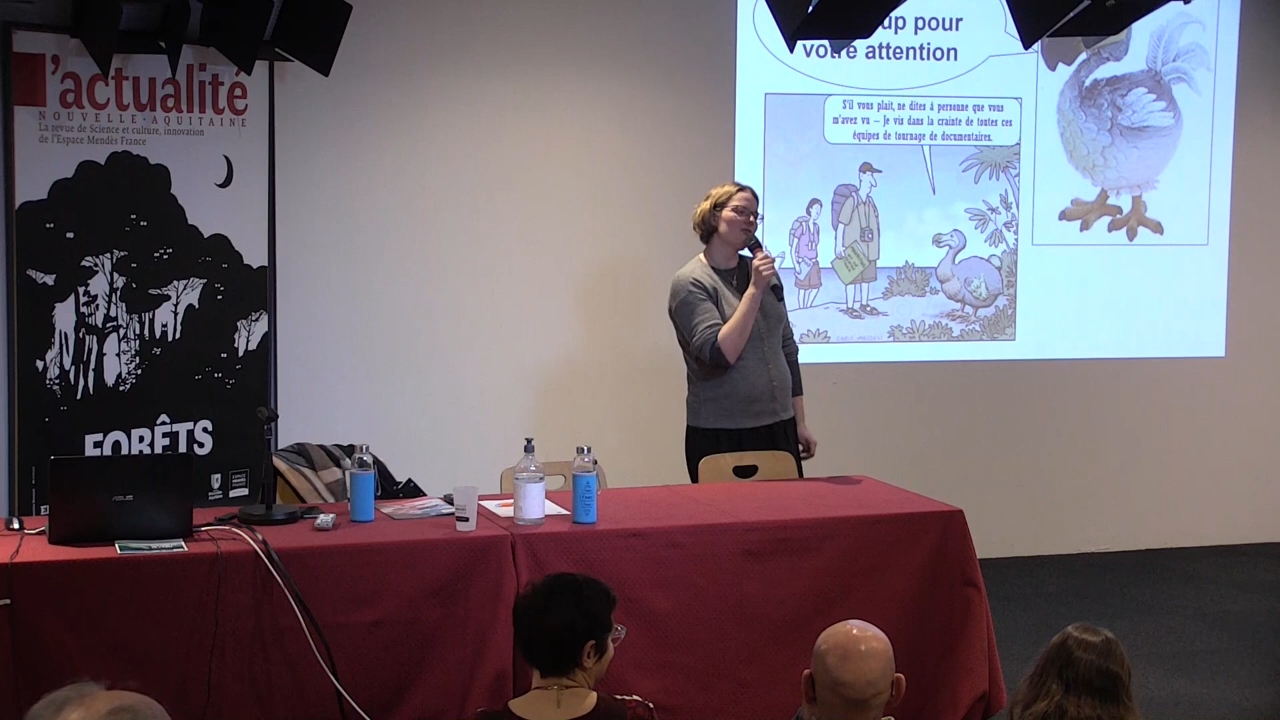 l'actualité
NOUVELLE-AQUITAINE
La revue de Science et culture, innovation
de l'Espace Mendès France
FORÊTS
up pour
votre attention
S'il vous plait, ne dites à personne que vous
m'avez vu – Je vis dans la crainte de toutes ces
équipes de tournage de documentaires.
ASUS